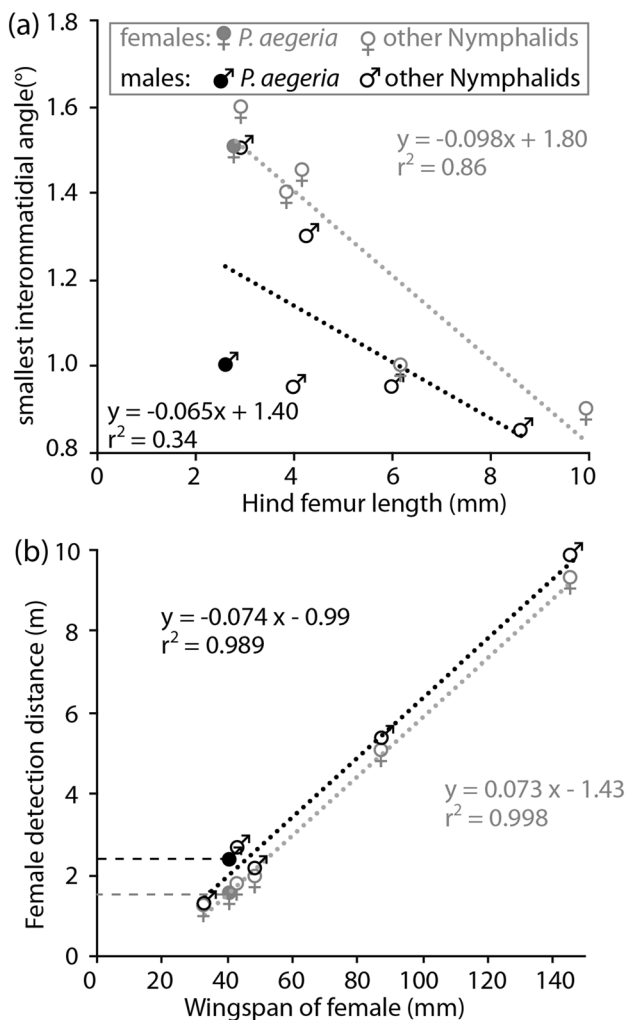 (a)
1.8
1.6
1.4
1.2
1.0
0.8
smallest interommatidial angle(°)
females: P. aegeria other Nymphalids
males: P. aegeria other Nymphalids
y = -0.098x + 1.80
r² = 0.86
y = -0.065x + 1.40
r² = 0.34
0 2 4 6 8 10
Hind femur length (mm)
(b)
10
8
6
4
2
0
Female detection distance (m)
y = -0.074 x - 0.99
r² = 0.989
y = 0.073 x - 1.43
r² = 0.998
0 20 40 60 80 100 120 140
Wingspan of female (mm)